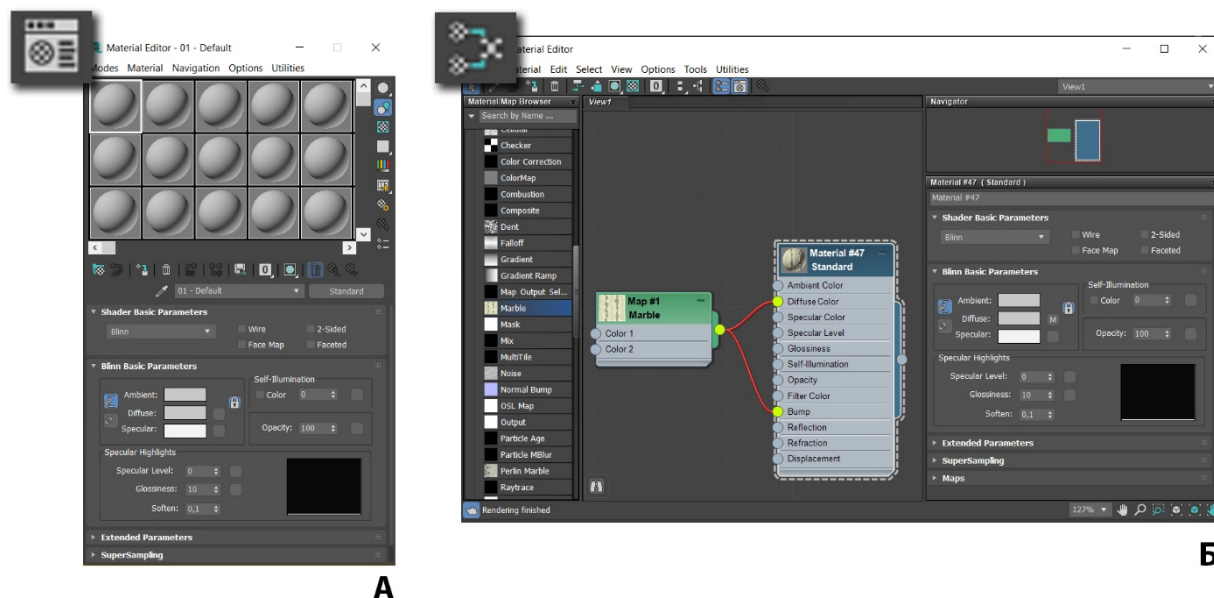 Material Editor - 01 - Default
Modes Material Navigation Options Utilities
01 - Default Standard
Shader Basic Parameters
Blinn Wire 2-Sided
Face Map Faceted
Blinn Basic Parameters
Self-Illumination
Ambient: Color 0
Diffuse:
Specular: Opacity: 100
Specular Highlights
Specular Level: 0
Glossiness: 10
Soften: 0,1
Extended Parameters
SuperSampling
А
Material Editor
Material Edit Select View Options Tools Utilities
View1
Material/Map Browser
Search by Name ...
Cellular
Checker
Color Correction
ColorMap
Combustion
Composite
Dent
Falloff
Gradient
Gradient Ramp
Map Output Sel...
Marble
Mask
Mix
MultiTile
Noise
Normal Bump
OSL Map
Output
Particle Age
Particle MBlur
Perlin Marble
Raytrace
View1
Map #1
Marble
Color 1
Color 2
Material #47
Standard
Ambient Color
Diffuse Color
Specular Color
Specular Level
Glossiness
Self-Illumination
Opacity
Filter Color
Bump
Reflection
Refraction
Displacement
Navigator
Material #47 ( Standard )
Material #47
Shader Basic Parameters
Blinn Wire 2-Sided
Face Map Faceted
Blinn Basic Parameters
Self-Illumination
Ambient: Color 0
Diffuse: M
Specular: Opacity: 100
Specular Highlights
Specular Level: 0
Glossiness: 10
Soften: 0,1
Extended Parameters
SuperSampling
Maps
Rendering finished
127%
Б